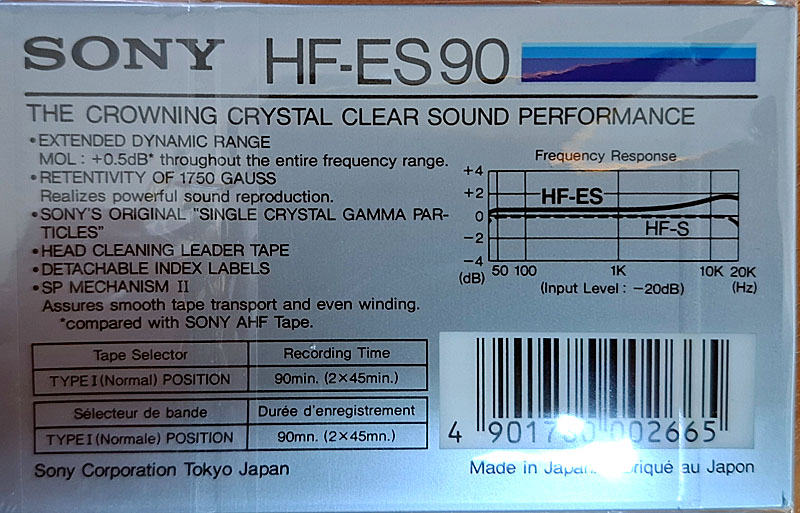 SONY HF-ES90
THE CROWNING CRYSTAL CLEAR SOUND PERFORMANCE
•EXTENDED DYNAMIC RANGE
MOL : +0.5dB* throughout the entire frequency range.
•RETENTIVITY OF 1750 GAUSS
Realizes powerful sound reproduction.
•SONY'S ORIGINAL "SINGLE CRYSTAL GAMMA PAR-
TICLES"
•HEAD CLEANING LEADER TAPE
•DETACHABLE INDEX LABELS
•SP MECHANISM II
Assures smooth tape transport and even winding.
*compared with SONY AHF Tape.
Frequency Response
+4
+2
0
−2
−4
(dB)
HF-ES
HF-S
50 100 1K 10K 20K
(Input Level : −20dB) (Hz)
Tape Selector Recording Time
TYPE I (Normal) POSITION 90min. (2×45min.)
Sélecteur de bande Durée d'enregistrement
TYPE I (Normale) POSITION 90mn. (2×45mn.)
4 002665
Sony Corporation Tokyo Japan
Made in Japan au Japon